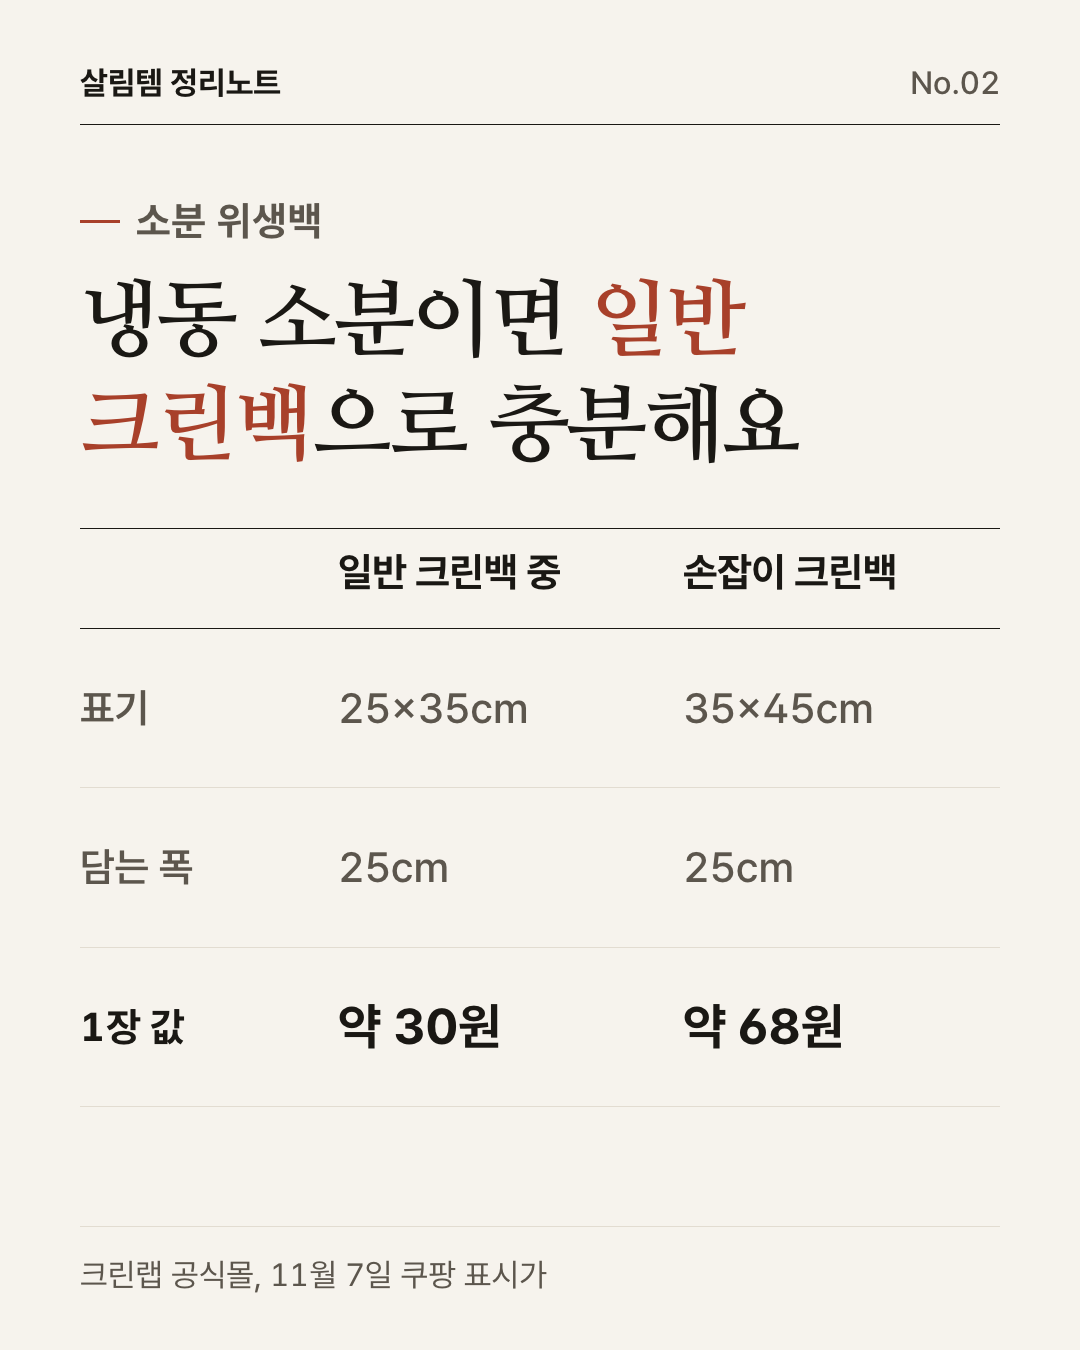 살림템 정리노트 No.02
— 소분 위생백
냉동 소분이면 일반
크린백으로 충분해요
일반 크린백 중 손잡이 크린백
표기 25×35cm 35×45cm
담는 폭 25cm 25cm
1장 값 약 30원 약 68원
크린랩 공식몰, 11월 7일 쿠팡 표시가